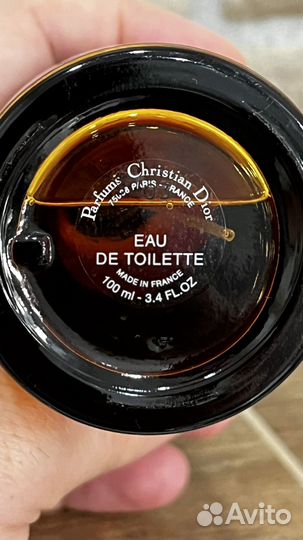 Parfums Christian Dior
75008 PARIS - FRANCE
EAU
DE TOILETTE
MADE IN FRANCE
100 ml - 3.4 FL.OZ
Avito